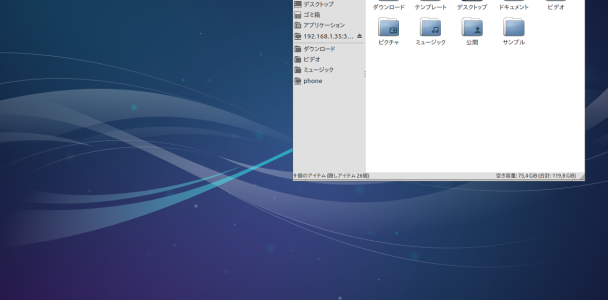 デスクトップ
ゴミ箱
アプリケーション
192.168.1.35:3...
ダウンロード
ビデオ
ミュージック
phone
ダウンロード テンプレート デスクトップ ドキュメント ビデオ
ピクチャ ミュージック 公開 サンプル
9 個のアイテム (隠しアイテム 26個) 空き容量: 75,4 GiB (合計: 119,8 GiB)